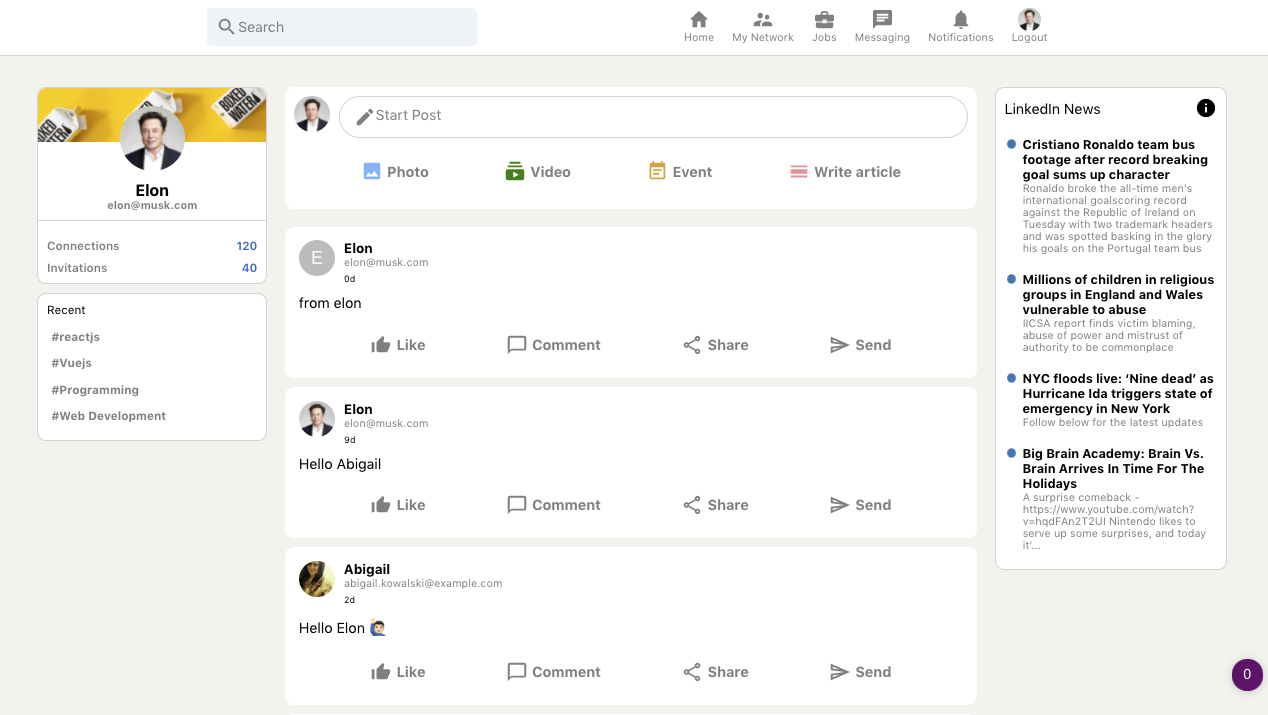 Search
Home
My Network
Jobs
Messaging
Notifications
Logout
BOXED
WATER
BOXED
WATER
Elon
elon@musk.com
Connections 120
Invitations 40
Recent
#reactjs
#Vuejs
#Programming
#Web Development
Start Post
Photo
Video
Event
Write article
E
Elon
elon@musk.com
0d
from elon
Like
Comment
Share
Send
Elon
elon@musk.com
9d
Hello Abigail
Like
Comment
Share
Send
Abigail
abigail.kowalski@example.com
2d
Hello Elon 🙋🏻‍♂️
Like
Comment
Share
Send
LinkedIn News
Cristiano Ronaldo team bus
footage after record breaking
goal sums up character
Ronaldo broke the all-time men's
international goalscoring record
against the Republic of Ireland on
Tuesday with two trademark headers
and was spotted basking in the glory
his goals on the Portugal team bus
Millions of children in religious
groups in England and Wales
vulnerable to abuse
IICSA report finds victim blaming,
abuse of power and mistrust of
authority to be commonplace
NYC floods live: ‘Nine dead’ as
Hurricane Ida triggers state of
emergency in New York
Follow below for the latest updates
Big Brain Academy: Brain Vs.
Brain Arrives In Time For The
Holidays
A surprise comeback -
https://www.youtube.com/watch?
v=hqdFAn2T2UI Nintendo likes to
serve up some surprises, and today
it'...
0